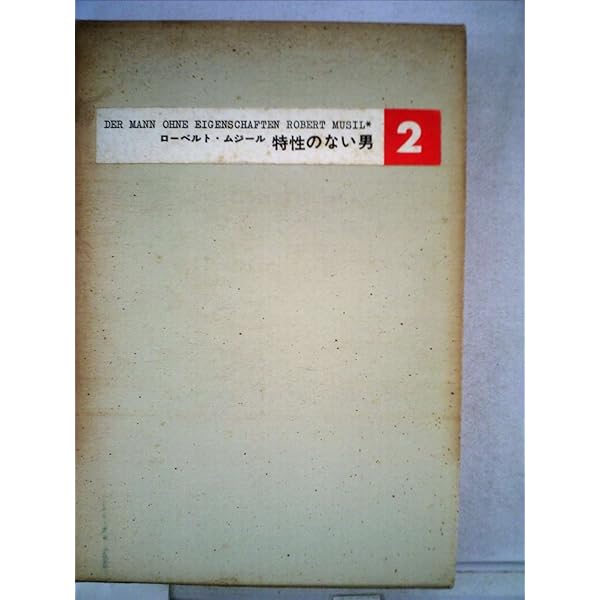 DER MANN OHNE EIGENSCHAFTEN ROBERT MUSIL*
ローベルト・ムジール 特性のない男
2